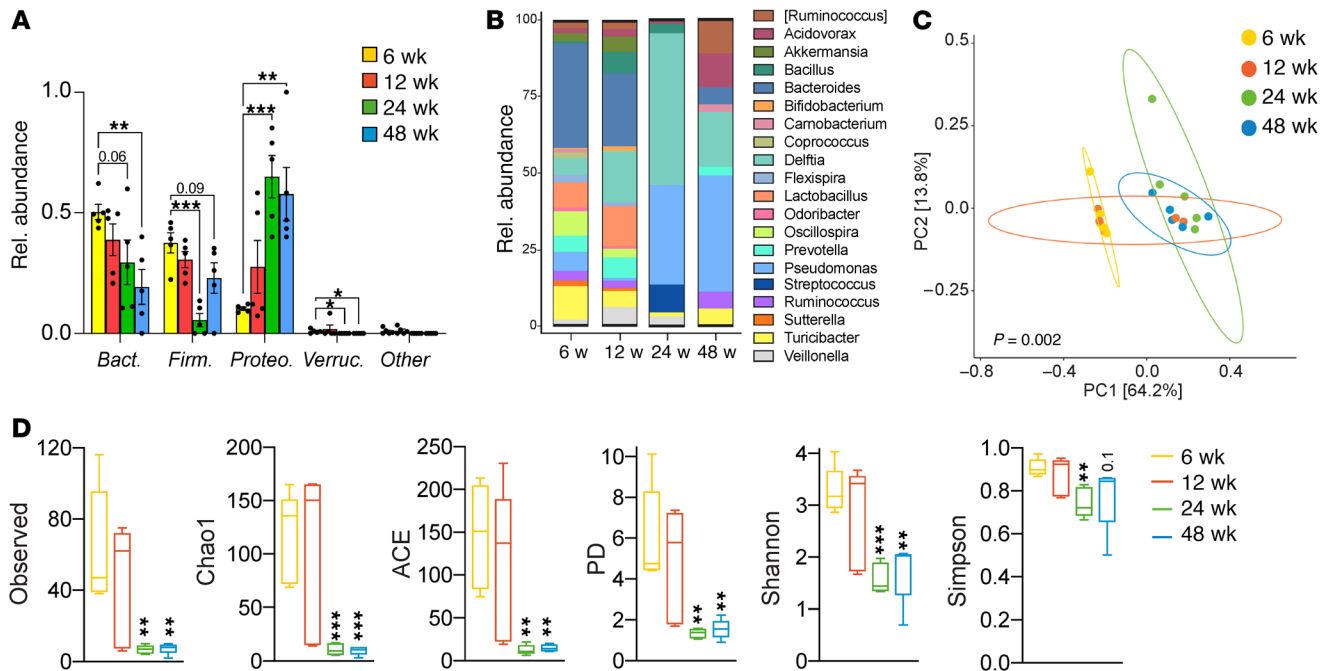 A
6 wk
12 wk
24 wk
48 wk
Rel. abundance
1.0
0.5
0.0
**
0.06
0.09
***
***
**
*
*
Bact. Firm. Proteo. Verruc. Other
B
Rel. abundance
100
75
50
25
0
6 w 12 w 24 w 48 w
[Ruminococcus]
Acidovorax
Akkermansia
Bacillus
Bacteroides
Bifidobacterium
Carnobacterium
Coprococcus
Delftia
Flexispira
Lactobacillus
Odoribacter
Oscillospira
Prevotella
Pseudomonas
Streptococcus
Ruminococcus
Sutterella
Turicibacter
Veillonella
C
6 wk
12 wk
24 wk
48 wk
PC2 [13.8%]
0.5
0.25
0.0
−0.25
P = 0.002
−0.8 −0.4 0.0 0.4
PC1 [64.2%]
D
Observed
120
80
40
0
**
**
Chao1
200
150
100
50
0
***
***
ACE
250
200
150
100
50
0
**
**
PD
10
8
6
4
2
0
**
**
Shannon
4
3
2
1
0
***
**
Simpson
1.0
0.8
0.6
0.4
0.2
0.0
**
0.1
6 wk
12 wk
24 wk
48 wk